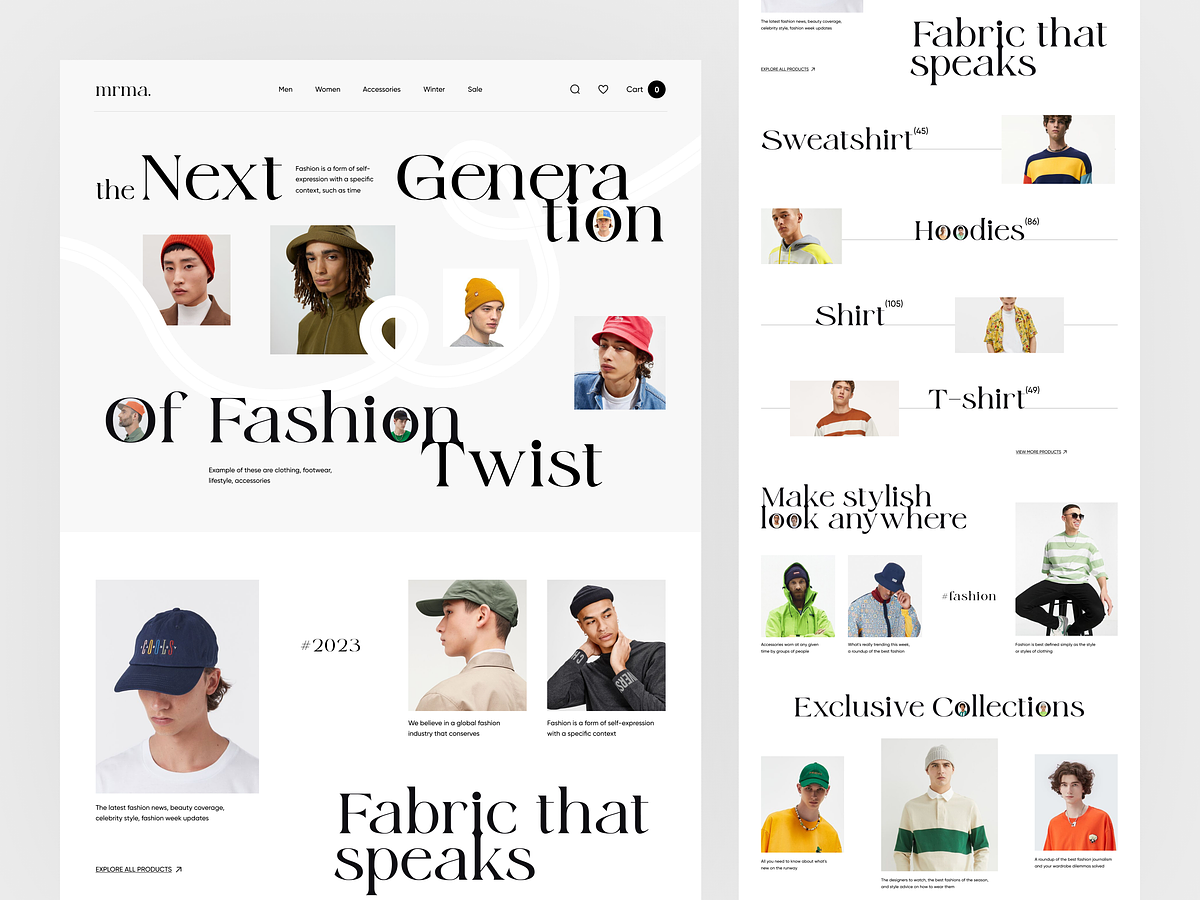 mrma.
Men Women Accessories Winter Sale
Cart 0
the Next
Fashion is a form of self-
expression with a specific
context, such as time
Genera
tion
Of Fashion
Twist
Example of these are clothing, footwear,
lifestyle, accessories
The latest fashion news, beauty coverage,
celebrity style, fashion week updates
EXPLORE ALL PRODUCTS
#2023
We believe in a global fashion
industry that conserves
Fashion is a form of self-expression
with a specific context
Fabric that
speaks
The latest fashion news, beauty coverage,
celebrity style, fashion week updates
EXPLORE ALL PRODUCTS
Fabric that
speaks
Sweatshirt (45)
Hoodies (86)
Shirt (105)
T-shirt (49)
VIEW MORE PRODUCTS
Make stylish
look anywhere
Accessories worn at any given
time by groups of people
What's really trending this week,
a roundup of the best fashion
#fashion
Fashion is best defined simply as the style
or styles of clothing
Exclusive Collections
All you need to know about what's
new on the runway
The designers to watch, the best fashions of the season,
and style advice on how to wear them
A roundup of the best fashion journalism
and your wardrobe dilemmas solved